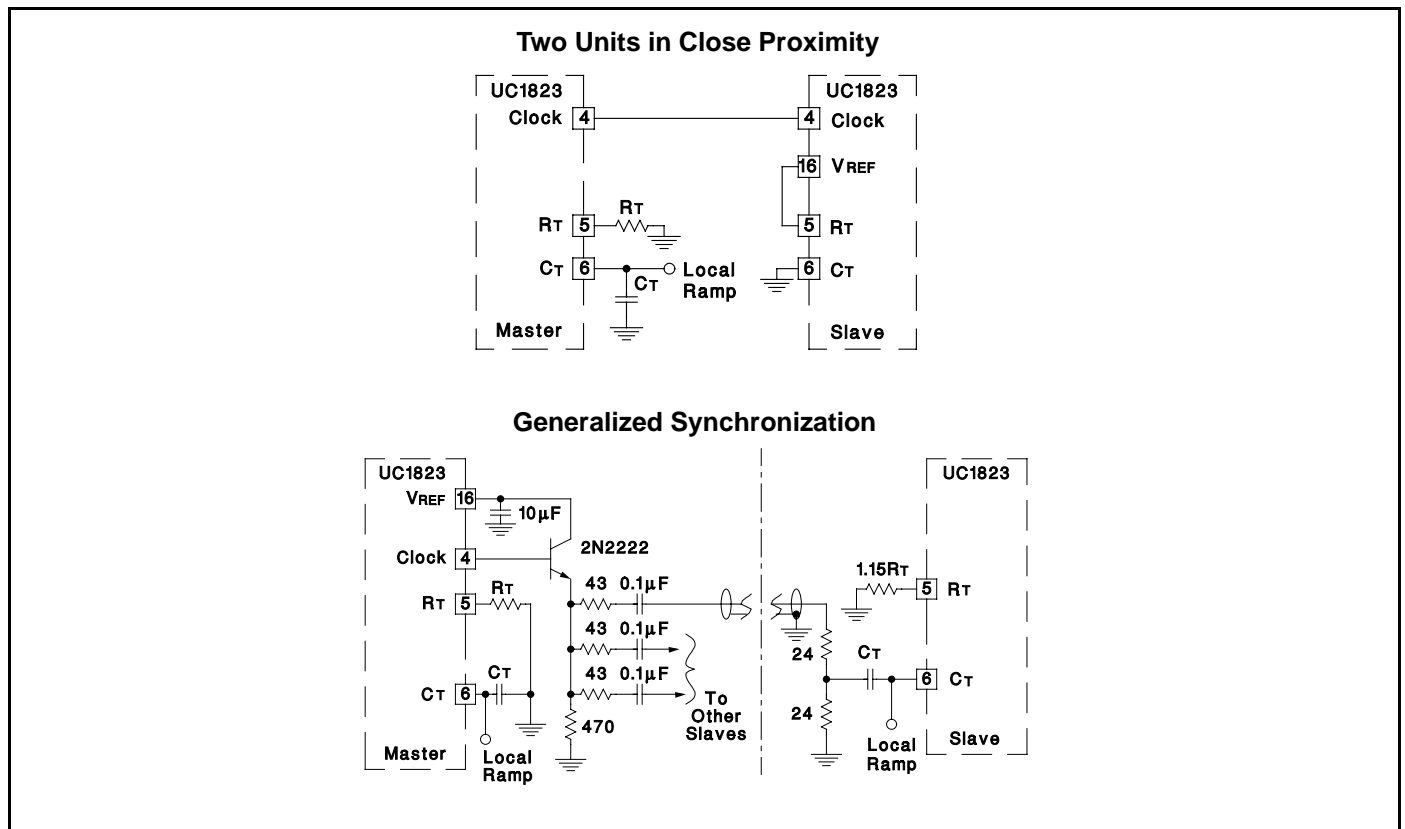 Two Units in Close Proximity
UC1823
UC1823
Clock 4
4 Clock
16 VREF
RT 5
RT
5 RT
CT 6
CT
Local
Ramp
6 CT
Master
Slave
Generalized Synchronization
UC1823
UC1823
VREF 16
10µF
Clock 4
2N2222
1.15RT
5 RT
43 0.1µF
RT 5
RT
43 0.1µF
24
CT
6 CT
CT 6
CT
43 0.1µF
To
Other
Slaves
24
470
Master
Local
Ramp
Local
Ramp
Slave